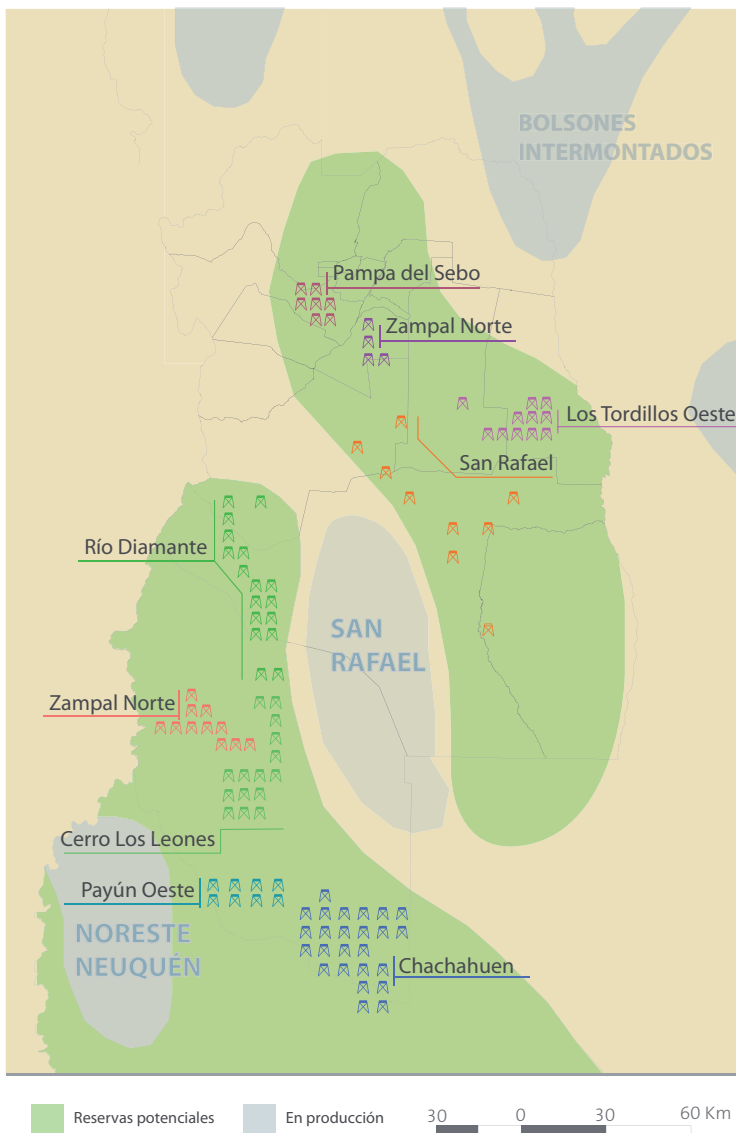 BOLSONES
INTERMONTADOS
Pampa del Sebo
Zampal Norte
Los Tordillos Oeste
San Rafael
Río Diamante
SAN
RAFAEL
Zampal Norte
Cerro Los Leones
Payún Oeste
NORESTE
NEUQUÉN
Chachahuen
Reservas potenciales
En producción
30 0 30 60 Km